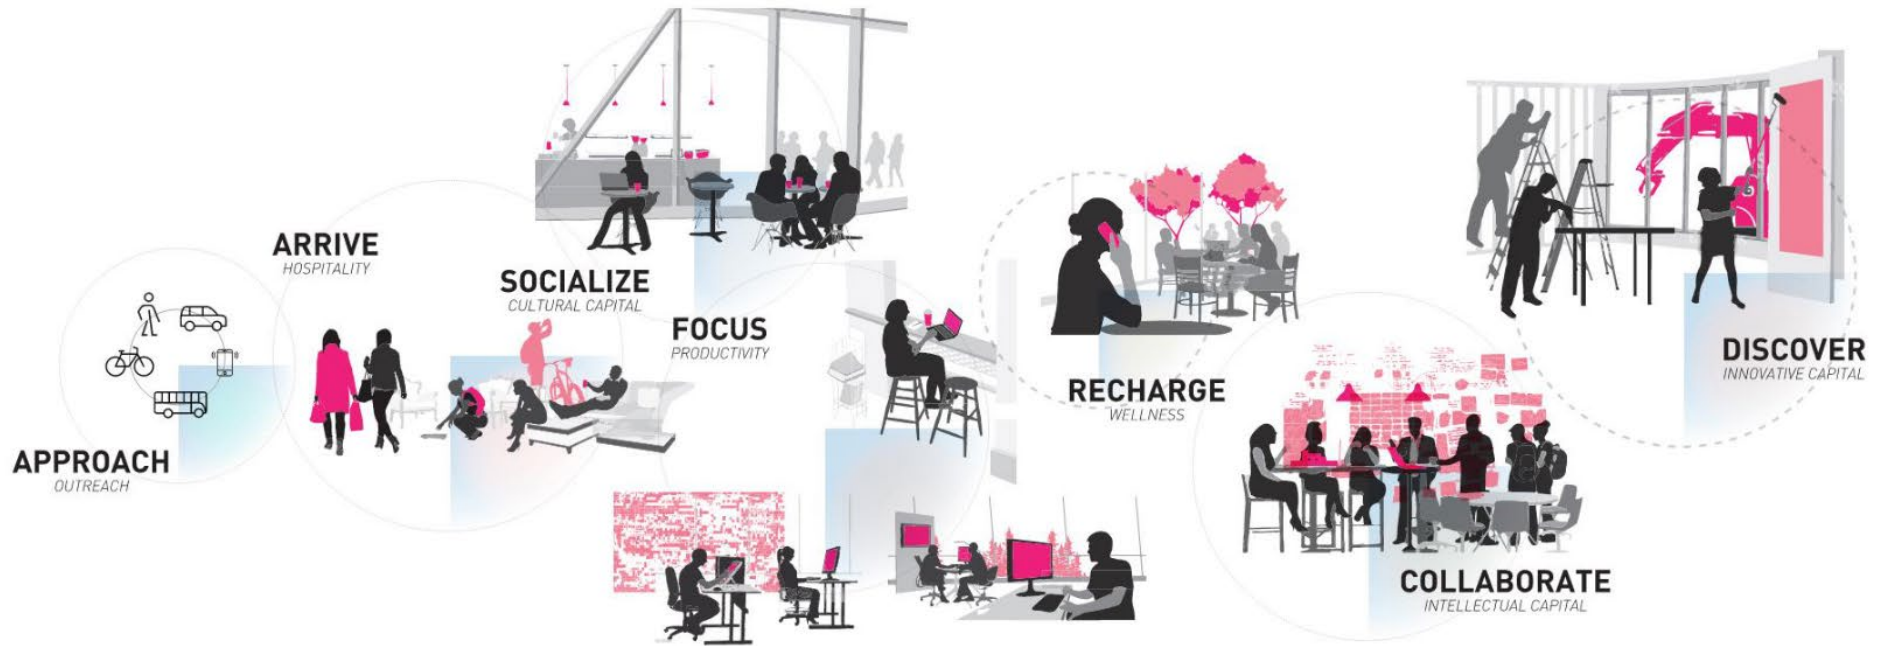 APPROACH
OUTREACH
ARRIVE
HOSPITALITY
SOCIALIZE
CULTURAL CAPITAL
FOCUS
PRODUCTIVITY
RECHARGE
WELLNESS
COLLABORATE
INTELLECTUAL CAPITAL
DISCOVER
INNOVATIVE CAPITAL